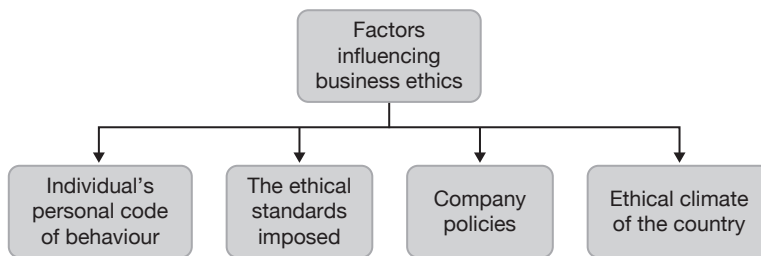 Factors
influencing
business ethics
Individual's
personal code
of behaviour
The ethical
standards
imposed
Company
policies
Ethical climate
of the country